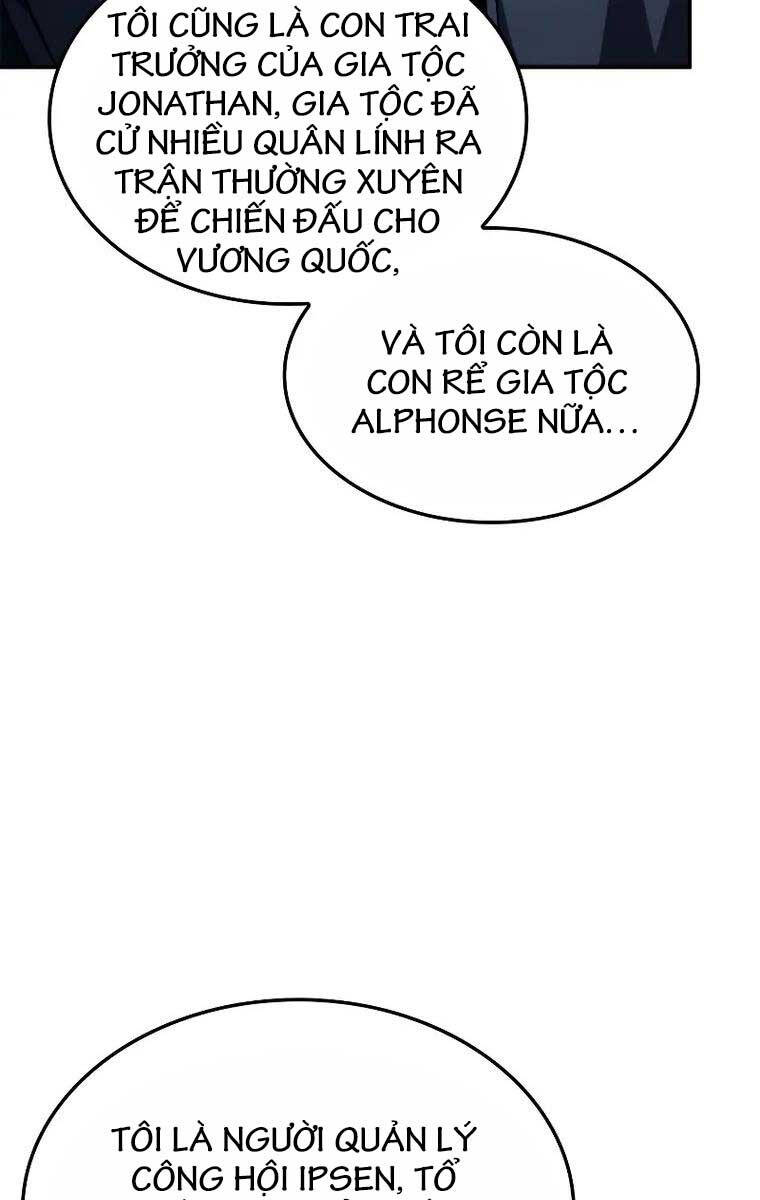 TÔI CŨNG LÀ CON TRAI
TRƯỞNG CỦA GIA TỘC
JONATHAN, GIA TỘC ĐÃ
CỬ NHIỀU QUÂN LÍNH RA
TRẬN THƯỜNG XUYÊN
ĐỂ CHIẾN ĐẤU CHO
VƯƠNG QUỐC,
VÀ TÔI CÒN LÀ
CON RỂ GIA TỘC
ALPHONSE NỮA...
TÔI LÀ NGƯỜI QUẢN LÝ
CÔNG HỘI IPSEN, TỔ